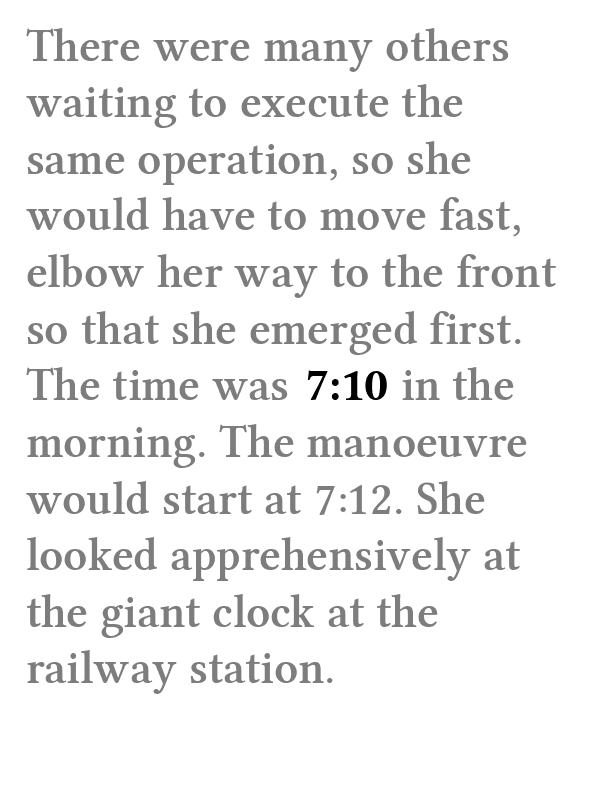 There were many others
waiting to execute the
same operation, so she
would have to move fast,
elbow her way to the front
so that she emerged first.
The time was 7:10 in the
morning. The manoeuvre
would start at 7:12. She
looked apprehensively at
the giant clock at the
railway station.